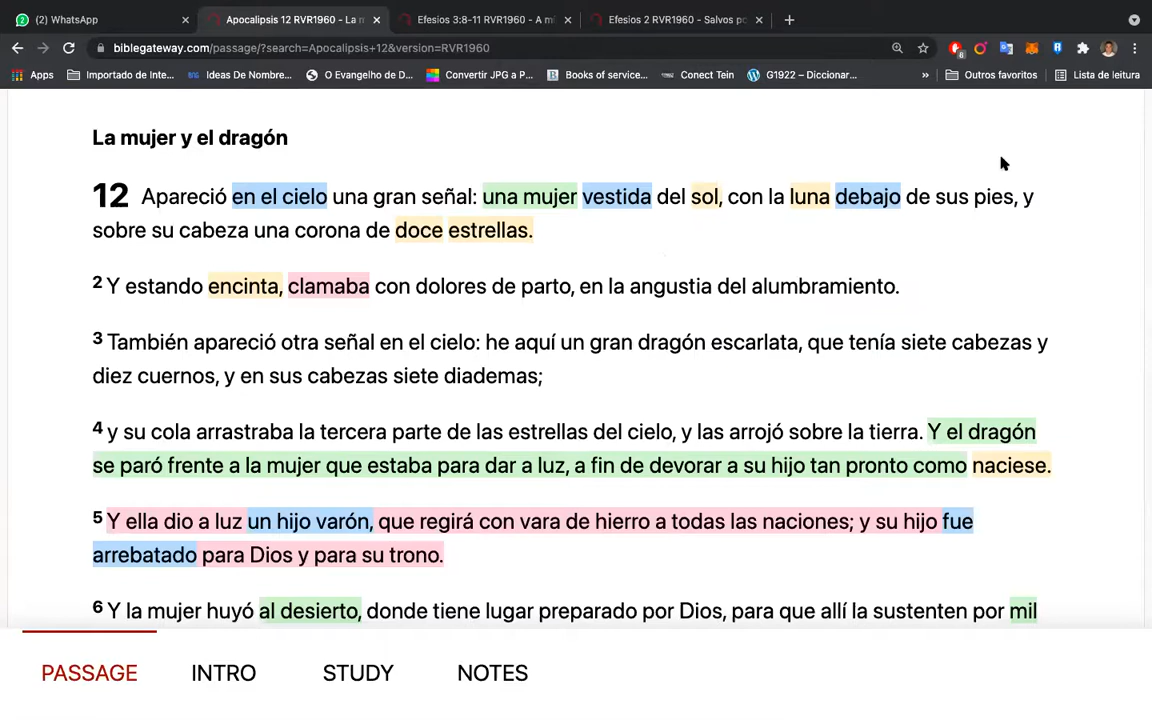 (2) WhatsApp
Apocalipsis 12 RVR1960 - La m
Efesios 3:8-11 RVR1960 - A mi
Efesios 2 RVR1960 - Salvos po
biblegateway.com/passage/?search=Apocalipsis+12&version=RVR1960
Apps
Importado de Inte...
Ideas De Nombre...
O Evangelho de D...
Convertir JPG a P...
Books of service...
Conect Tein
G1922 – Diccionar...
»
Outros favoritos
Lista de leitura
La mujer y el dragón
12 Apareció en el cielo una gran señal: una mujer vestida del sol, con la luna debajo de sus pies, y
sobre su cabeza una corona de doce estrellas.
2 Y estando encinta, clamaba con dolores de parto, en la angustia del alumbramiento.
3 También apareció otra señal en el cielo: he aquí un gran dragón escarlata, que tenía siete cabezas y
diez cuernos, y en sus cabezas siete diademas;
4 y su cola arrastraba la tercera parte de las estrellas del cielo, y las arrojó sobre la tierra. Y el dragón
se paró frente a la mujer que estaba para dar a luz, a fin de devorar a su hijo tan pronto como naciese.
5 Y ella dio a luz un hijo varón, que regirá con vara de hierro a todas las naciones; y su hijo fue
arrebatado para Dios y para su trono.
6 Y la mujer huyó al desierto, donde tiene lugar preparado por Dios, para que allí la sustenten por mil
PASSAGE
INTRO
STUDY
NOTES